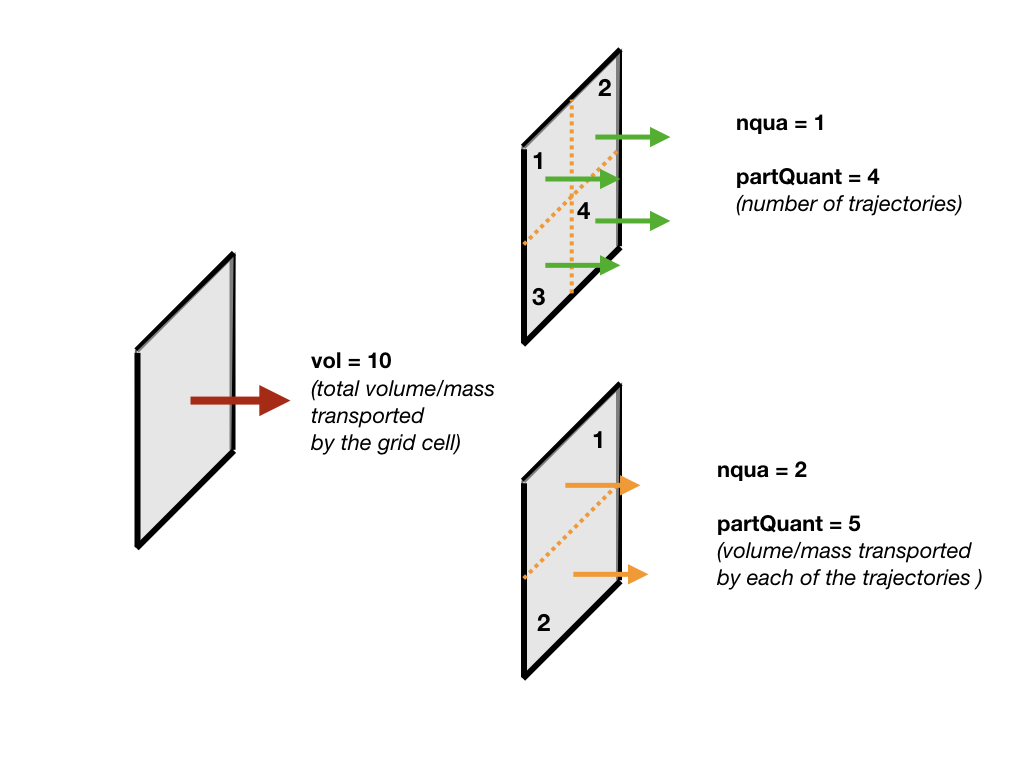 2
nqua = 1
1
partQuant = 4
(number of trajectories)
4
3
vol = 10
(total volume/mass
transported
by the grid cell)
1
nqua = 2
partQuant = 5
(volume/mass transported
by each of the trajectories )
2